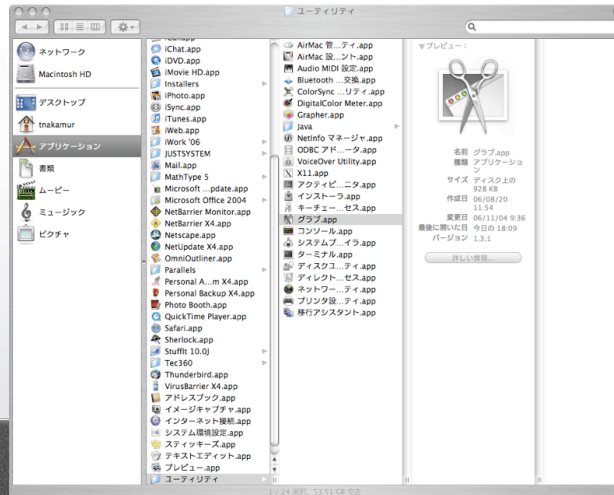 ユーティリティ
ネットワーク
Macintosh HD
デスクトップ
tnakamur
アプリケーション
書類
ムービー
ミュージック
ピクチャ
iChat.app
iDVD.app
iMovie HD.app
Installers
iPhoto.app
iSync.app
iTunes.app
iWeb.app
iWork '06
JUSTSYSTEM
Mail.app
MathType 5
Microsoft ...pdate.app
Microsoft Office 2004
NetBarrier Monitor.app
NetBarrier X4.app
Netscape.app
NetUpdate X4.app
OmniOutliner.app
Parallels
Personal A...m X4.app
Personal Backup X4.app
Photo Booth.app
QuickTime Player.app
Safari.app
Sherlock.app
StuffIt 10.0J
Tec360
Thunderbird.app
VirusBarrier X4.app
アドレスブック.app
イメージキャプチャ.app
インターネット接続.app
システム環境設定.app
スティッキーズ.app
テキストエディット.app
プレビュー.app
ユーティリティ
AirMac 管...ティ.app
AirMac 設...ント.app
Audio MIDI 設定.app
Bluetooth ...交換.app
ColorSync ...リティ.app
DigitalColor Meter.app
Grapher.app
Java
NetInfo マネージャ.app
ODBC アド...ータ.app
VoiceOver Utility.app
X11.app
アクティビ...ニタ.app
インストーラ.app
キーチェー...セス.app
グラブ.app
コンソール.app
システムプ...イラ.app
ターミナル.app
ディスクユ...ティ.app
ディレクト...セス.app
ネットワー...ティ.app
プリンタ設...ティ.app
移行アシスタント.app
プレビュー：
名前 グラブ.app
種類 アプリケーショ
ン
サイズ ディスク上の
928 KB
作成日 06/08/20
11:54
変更日 06/11/04 9:36
最後に開いた日 今日の 18:09
バージョン 1.3.1
詳しい情報...
1 / 24 選択、53.51 GB 空き